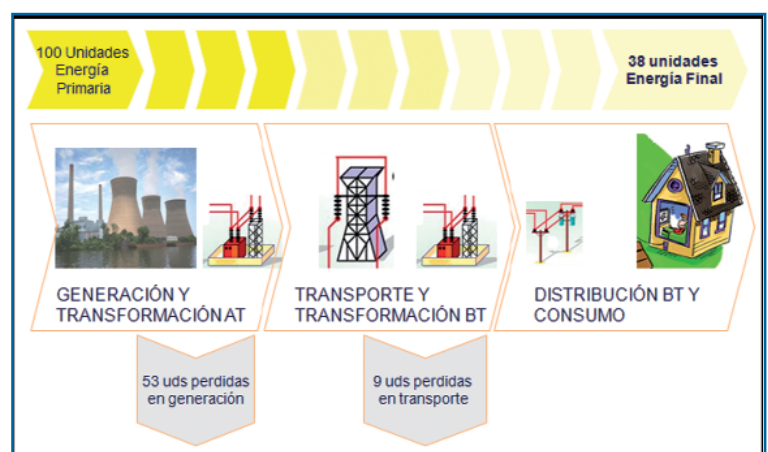 100 Unidades
Energía
Primaria
38 unidades
Energía Final
GENERACIÓN Y
TRANSFORMACIÓN AT
TRANSPORTE Y
TRANSFORMACIÓN BT
DISTRIBUCIÓN BT Y
CONSUMO
53 uds perdidas
en generación
9 uds perdidas
en transporte